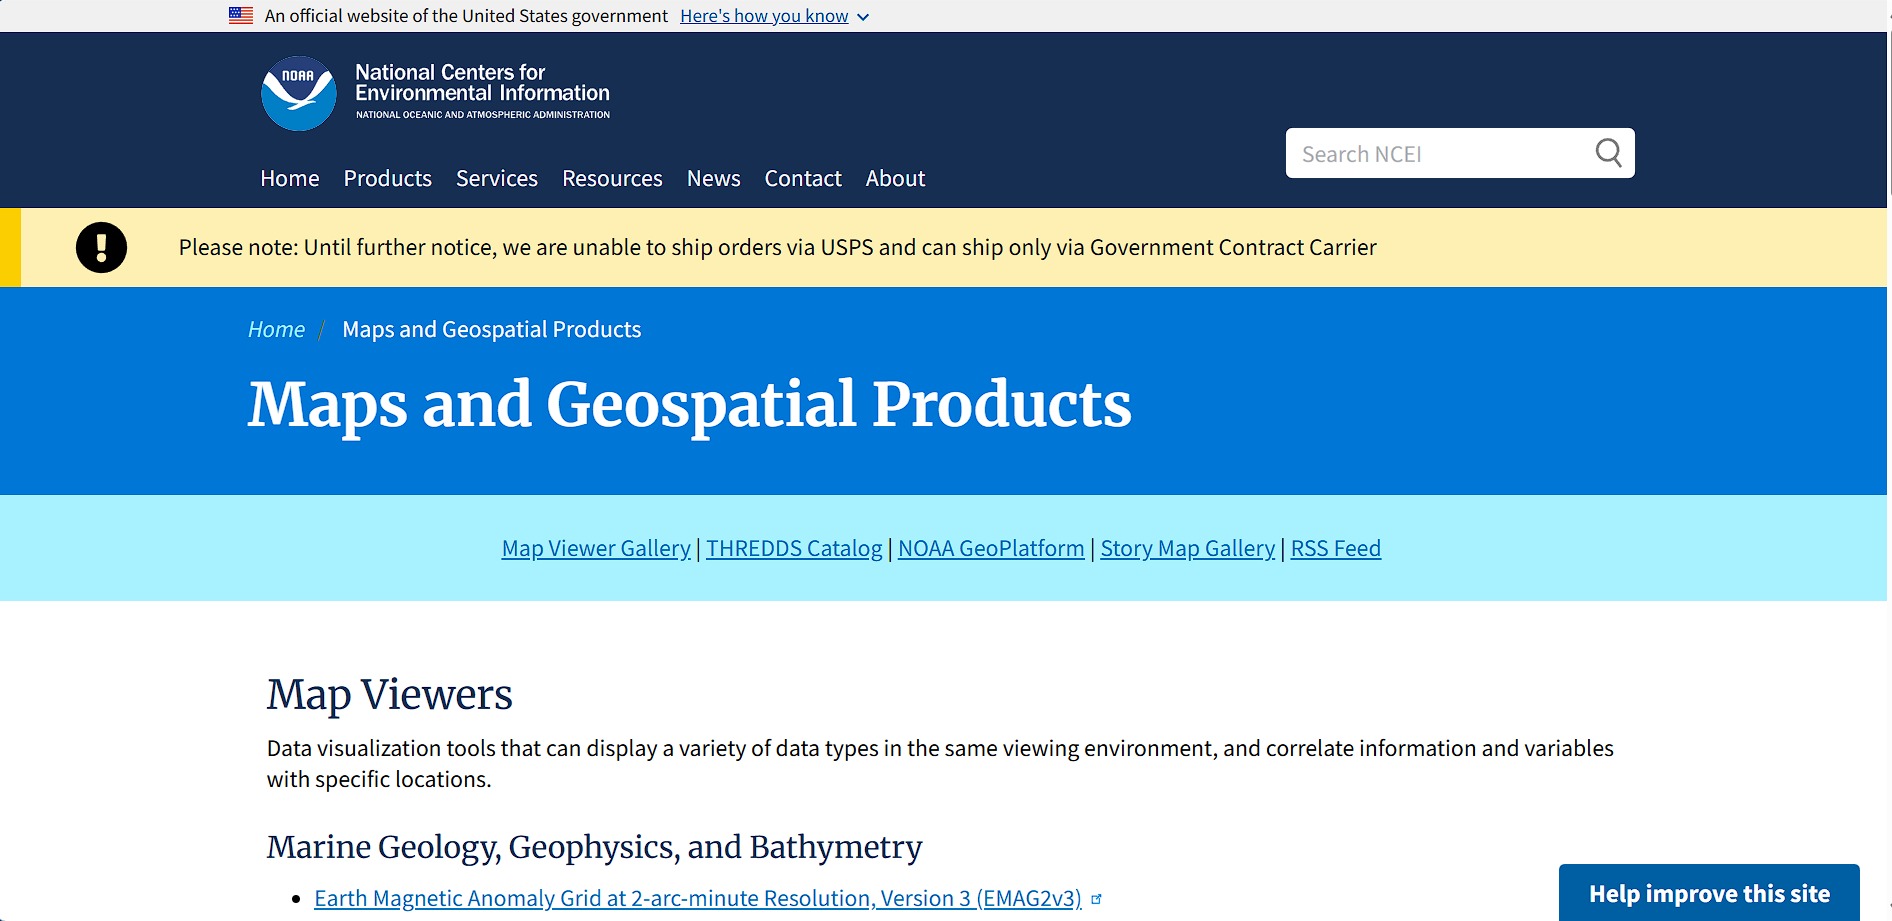 An official website of the United States government Here's how you know
NOAA
National Centers for
Environmental Information
NATIONAL OCEANIC AND ATMOSPHERIC ADMINISTRATION
Search NCEI
Home Products Services Resources News Contact About
Please note: Until further notice, we are unable to ship orders via USPS and can ship only via Government Contract Carrier
Home / Maps and Geospatial Products
Maps and Geospatial Products
Map Viewer Gallery | THREDDS Catalog | NOAA GeoPlatform | Story Map Gallery | RSS Feed
Map Viewers
Data visualization tools that can display a variety of data types in the same viewing environment, and correlate information and variables
with specific locations.
Marine Geology, Geophysics, and Bathymetry
• Earth Magnetic Anomaly Grid at 2-arc-minute Resolution, Version 3 (EMAG2v3)
Help improve this site